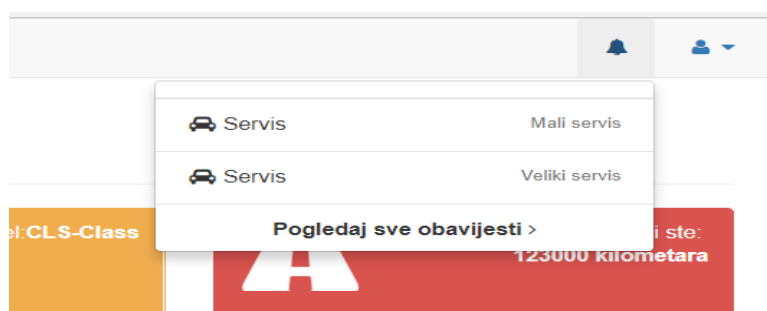 Servis Mali servis
Servis Veliki servis
Pogledaj sve obavijesti >
el:CLS-Class
i ste:
123000 kilometara